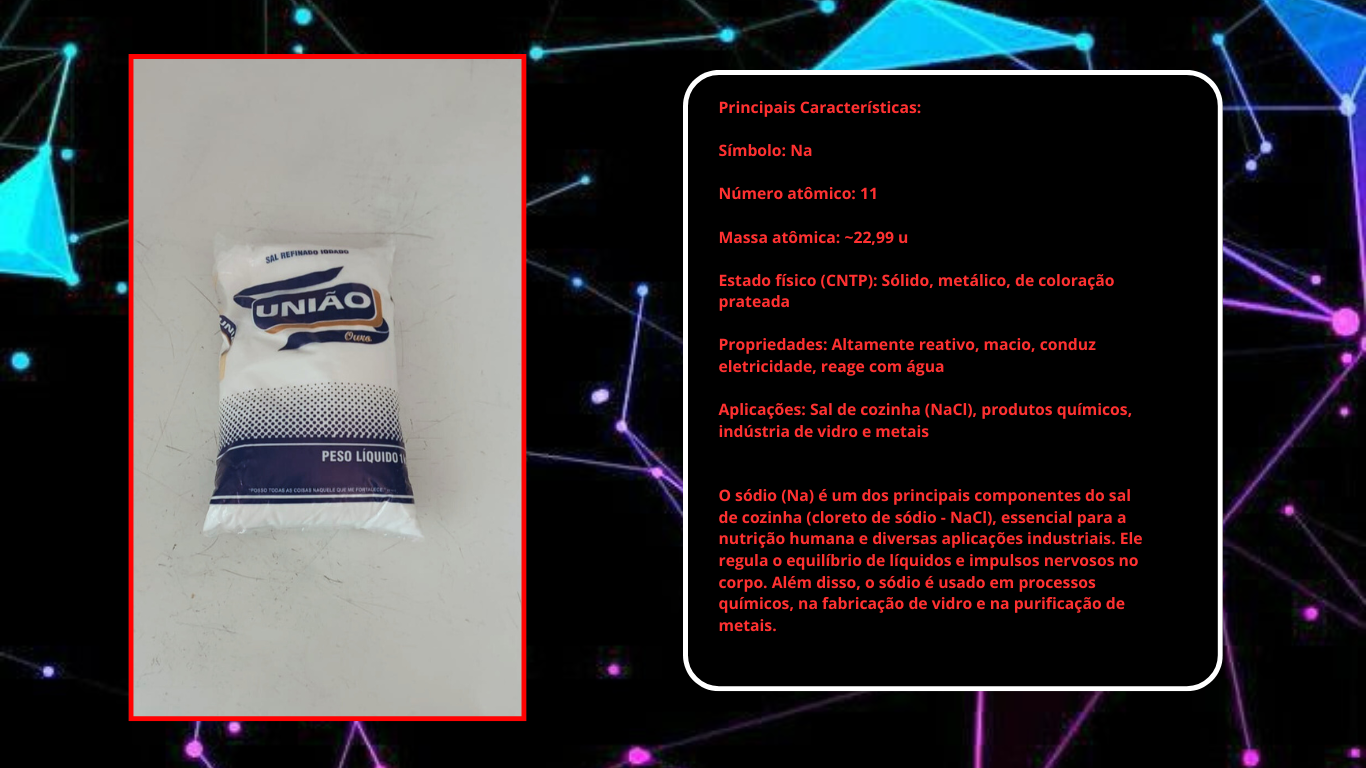 SAL REFINADO IODADO
UNIÃO
UNI
Ouro
PESO LÍQUIDO 1
"POSSO TODAS AS COISAS NAQUELE QUE ME FORTALECE"
Principais Características:
Símbolo: Na
Número atômico: 11
Massa atômica: ~22,99 u
Estado físico (CNTP): Sólido, metálico, de coloração
prateada
Propriedades: Altamente reativo, macio, conduz
eletricidade, reage com água
Aplicações: Sal de cozinha (NaCl), produtos químicos,
indústria de vidro e metais
O sódio (Na) é um dos principais componentes do sal
de cozinha (cloreto de sódio - NaCl), essencial para a
nutrição humana e diversas aplicações industriais. Ele
regula o equilíbrio de líquidos e impulsos nervosos no
corpo. Além disso, o sódio é usado em processos
químicos, na fabricação de vidro e na purificação de
metais.